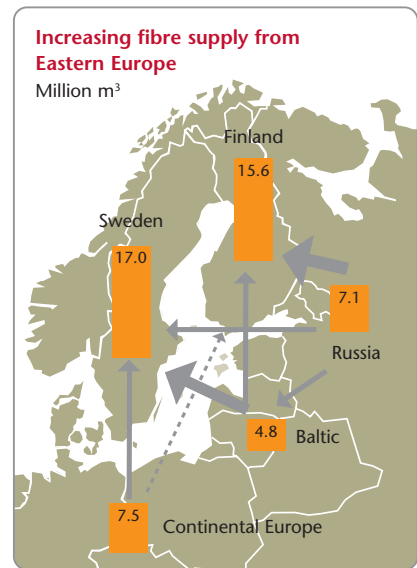 Increasing fibre supply from
Eastern Europe
Million m³
Finland
15.6
Sweden
17.0
7.1
Russia
4.8
Baltic
7.5
Continental Europe